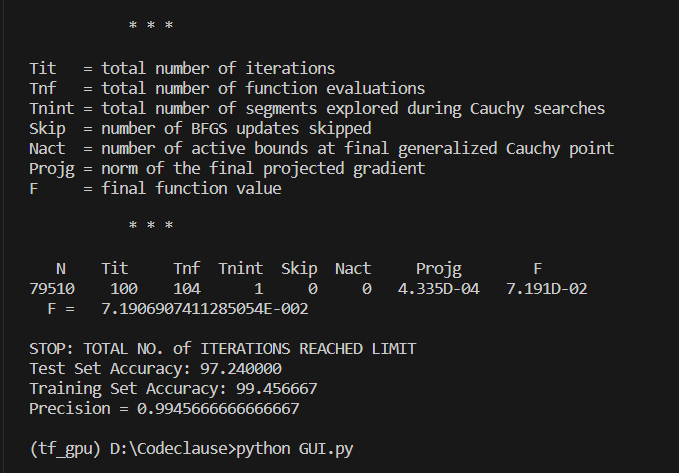 * * *
Tit = total number of iterations
Tnf = total number of function evaluations
Tnint = total number of segments explored during Cauchy searches
Skip = number of BFGS updates skipped
Nact = number of active bounds at final generalized Cauchy point
Projg = norm of the final projected gradient
F = final function value
* * *
N Tit Tnf Tnint Skip Nact Projg F
79510 100 104 1 0 0 4.335D-04 7.191D-02
F = 7.1906907411285054E-002
STOP: TOTAL NO. of ITERATIONS REACHED LIMIT
Test Set Accuracy: 97.240000
Training Set Accuracy: 99.456667
Precision = 0.9945666666666667
(tf_gpu) D:\Codeclause>python GUI.py